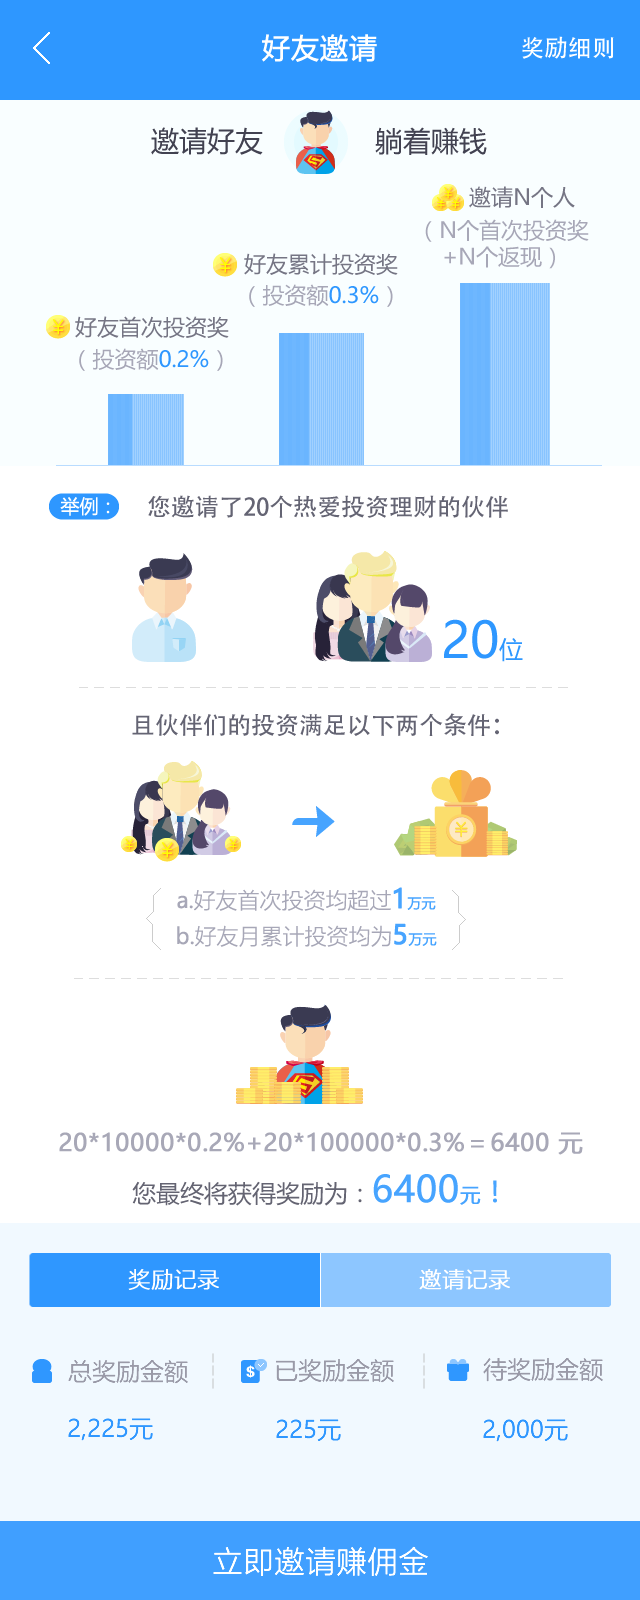 好友邀请
奖励细则
邀请好友 躺着赚钱
邀请N个人
（N个首次投资奖
+N个返现）
好友累计投资奖
（投资额0.3%）
好友首次投资奖
（投资额0.2%）
举例：
您邀请了20个热爱投资理财的伙伴
20位
且伙伴们的投资满足以下两个条件：
a.好友首次投资均超过1万元
b.好友月累计投资均为5万元
20*10000*0.2%+20*100000*0.3%=6400 元
您最终将获得奖励为：6400元！
奖励记录
邀请记录
总奖励金额
$ 已奖励金额
待奖励金额
2,225元
225元
2,000元
立即邀请赚佣金